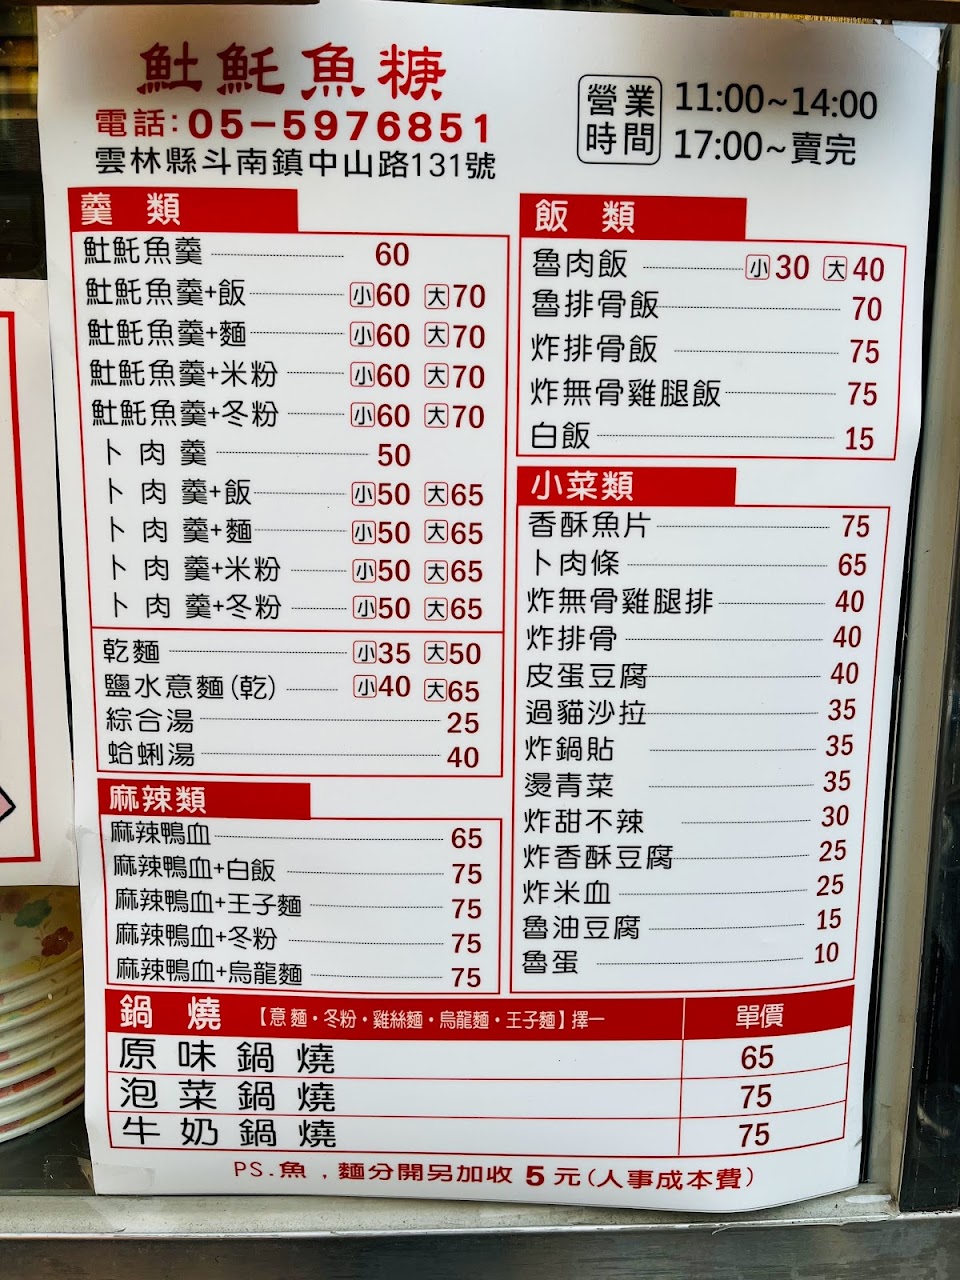 魠魠魚焿
電話:05-5976851
雲林縣斗南鎮中山路131號
營業時間 11:00~14:00
17:00~賣完
羹類
魠魠魚羹 60
魠魠魚羹+飯 小60 大70
魠魠魚羹+麵 小60 大70
魠魠魚羹+米粉 小60 大70
魠魠魚羹+冬粉 小60 大70
卜肉羹 50
卜肉羹+飯 小50 大65
卜肉羹+麵 小50 大65
卜肉羹+米粉 小50 大65
卜肉羹+冬粉 小50 大65
乾麵 小35 大50
鹽水意麵(乾) 小40 大65
綜合湯 25
蛤蜊湯 40
麻辣類
麻辣鴨血 65
麻辣鴨血+白飯 75
麻辣鴨血+王子麵 75
麻辣鴨血+冬粉 75
麻辣鴨血+烏龍麵 75
飯類
魯肉飯 小30 大40
魯排骨飯 70
炸排骨飯 75
炸無骨雞腿飯 75
白飯 15
小菜類
香酥魚片 75
卜肉條 65
炸無骨雞腿排 40
炸排骨 40
皮蛋豆腐 40
過貓沙拉 35
炸鍋貼 35
燙青菜 35
炸甜不辣 30
炸香酥豆腐 25
炸米血 25
魯油豆腐 15
魯蛋 10
鍋燒【意麵・冬粉・雞絲麵・烏龍麵・王子麵】擇一 單價
原味鍋燒 65
泡菜鍋燒 75
牛奶鍋燒 75
PS.魚,麵分開另加收5元(人事成本費)